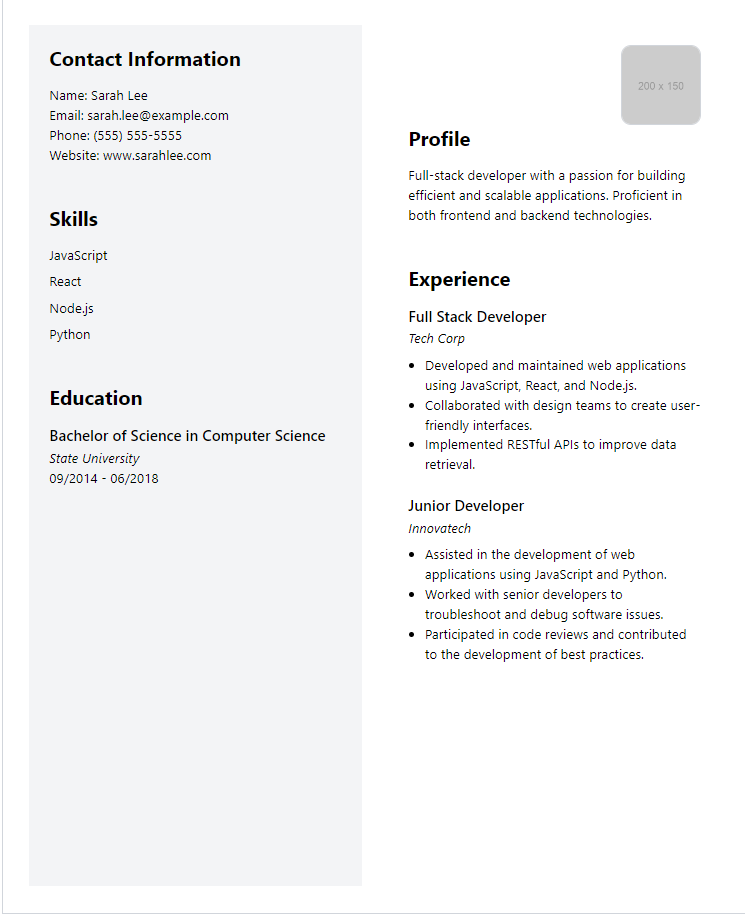 Contact Information
Name: Sarah Lee
Email: sarah.lee@example.com
Phone: (555) 555-5555
Website: www.sarahlee.com
Skills
JavaScript
React
Node.js
Python
Education
Bachelor of Science in Computer Science
State University
09/2014 - 06/2018
200 x 150
Profile
Full-stack developer with a passion for building
efficient and scalable applications. Proficient in
both frontend and backend technologies.
Experience
Full Stack Developer
Tech Corp
• Developed and maintained web applications
using JavaScript, React, and Node.js.
• Collaborated with design teams to create user-
friendly interfaces.
• Implemented RESTful APIs to improve data
retrieval.
Junior Developer
Innovatech
• Assisted in the development of web
applications using JavaScript and Python.
• Worked with senior developers to
troubleshoot and debug software issues.
• Participated in code reviews and contributed
to the development of best practices.